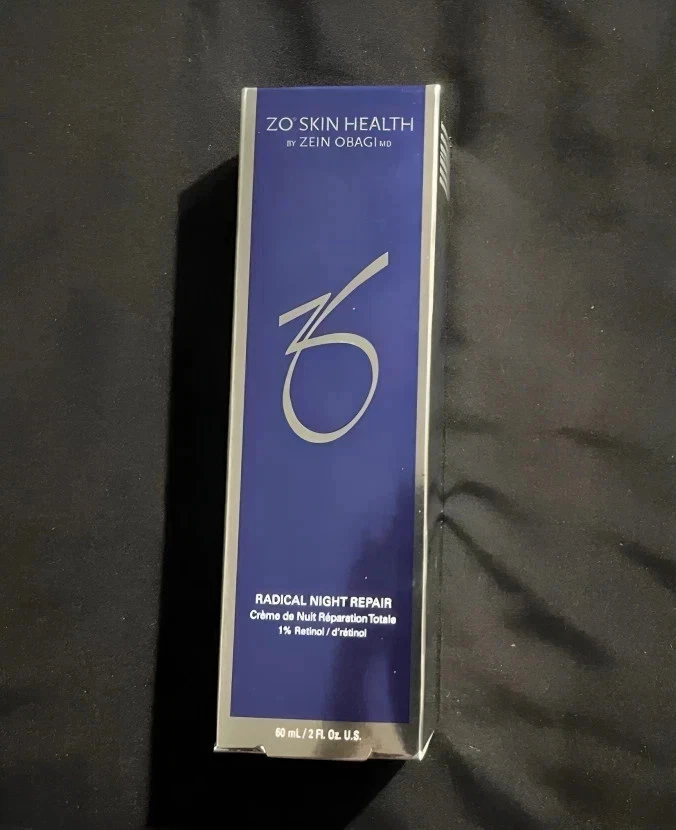 ZO® SKIN HEALTH
BY ZEIN OBAGI MD
RADICAL NIGHT REPAIR
Crème de Nuit Réparation Totale
1% Retinol / d'rétinol
60 mL / 2 Fl. Oz. U.S.